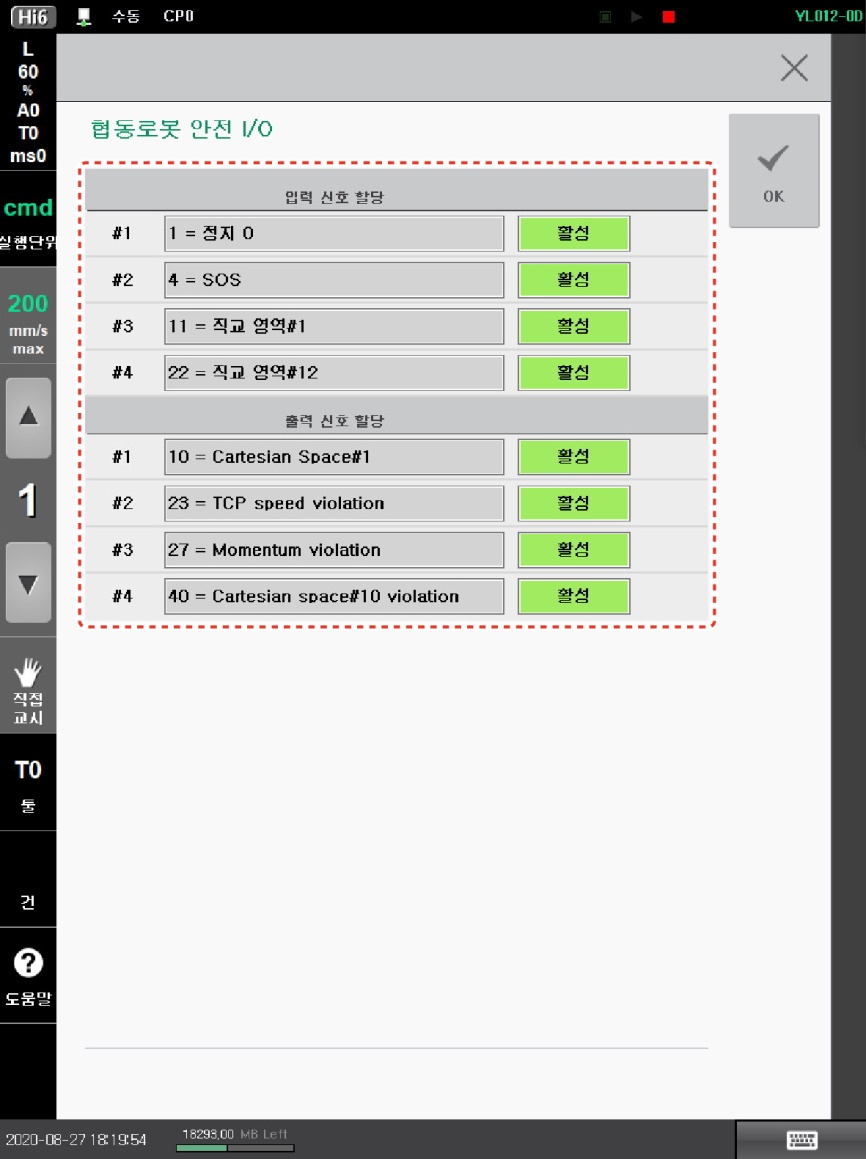 Hi6 수동 CP0 YL012-0D
L
60
%
A0
T0
ms0
cmd
실행단위
200
mm/s
max
1
직접
교시
T0
툴
건
?
도움말
협동로봇 안전 I/O
OK
입력 신호 할당
#1 1 = 정지 0 활성
#2 4 = SOS 활성
#3 11 = 직교 영역#1 활성
#4 22 = 직교 영역#12 활성
출력 신호 할당
#1 10 = Cartesian Space#1 활성
#2 23 = TCP speed violation 활성
#3 27 = Momentum violation 활성
#4 40 = Cartesian space#10 violation 활성
2020-08-27 18:19:54 18293,00 MB Left